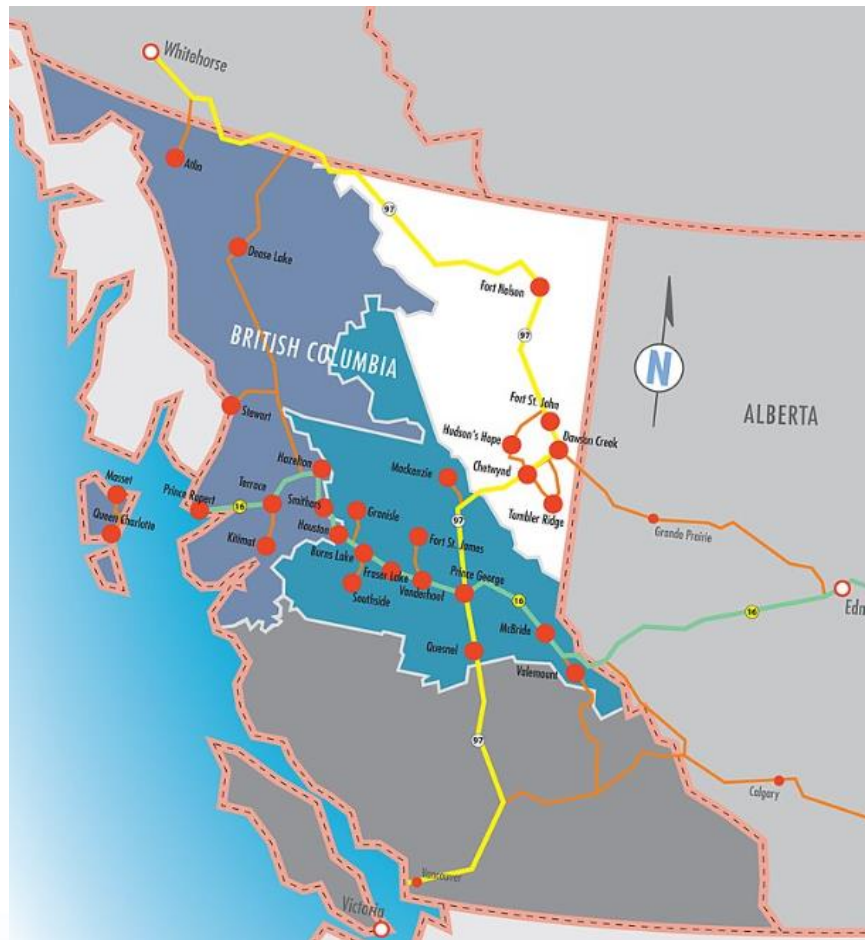 Whitehorse
Atlin
97
Dease Lake
Fort Nelson
97
BRITISH COLUMBIA
N
ALBERTA
Stewart
Fort St. John
Hudson's Hope
Dawson Creek
Hazelton
Mackenzie
Chetwynd
Masset
Terrace
Prince Rupert
16
Smithers
Granisle
Tumbler Ridge
Queen Charlotte
97
Grande Prairie
Kitimat
Houston
Fort St. James
Burns Lake
Fraser Lake
Vanderhoof
Prince George
Southside
16
16
Edm
McBride
Quesnel
Valemount
97
Calgary
Vancouver
Victoria